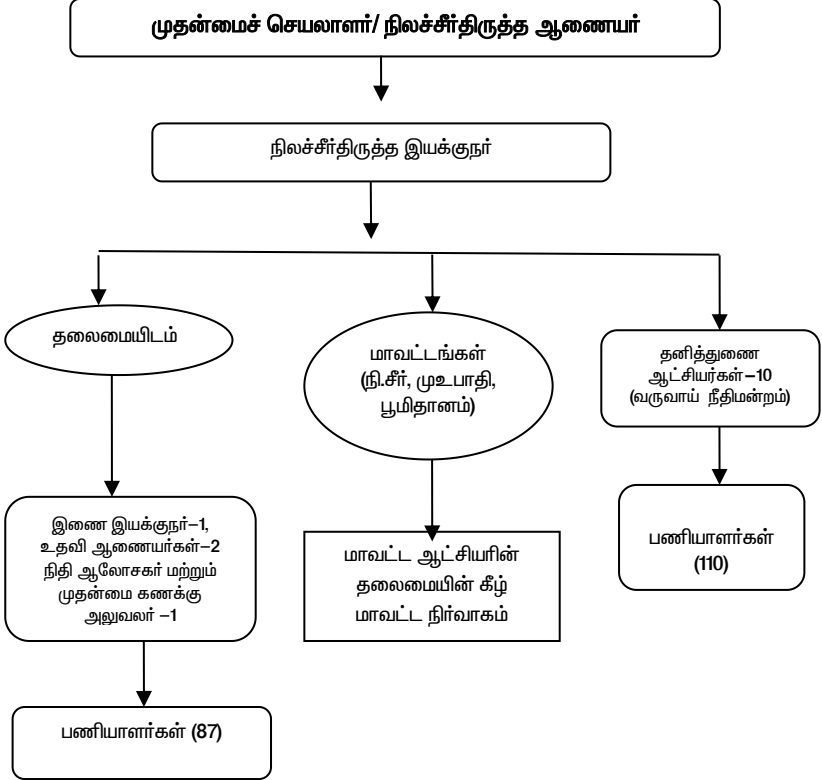 முதன்மைச் செயலாளர்/ நிலச்சீர்திருத்த ஆணையர்
நிலச்சீர்திருத்த இயக்குநர்
தலைமையிடம்
மாவட்டங்கள்
(நி.சீர், முஉபாதி,
பூமிதானம்)
தனித்துணை
ஆட்சியர்கள்–10
(வருவாய் நீதிமன்றம்)
இணை இயக்குநர்–1,
உதவி ஆணையர்கள்–2
நிதி ஆலோசகர் மற்றும்
முதன்மை கணக்கு
அலுவலர் –1
மாவட்ட ஆட்சியரின்
தலைமையின் கீழ்
மாவட்ட நிர்வாகம்
பணியாளர்கள்
(110)
பணியாளர்கள் (87)